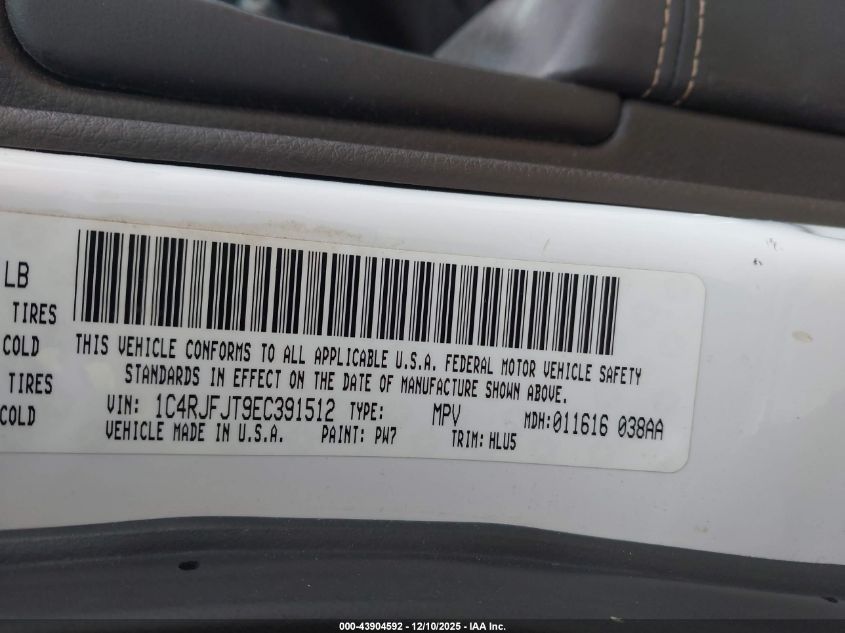 LB
TIRES
COLD
TIRES
COLD
THIS VEHICLE CONFORMS TO ALL APPLICABLE U.S.A. FEDERAL MOTOR VEHICLE SAFETY
STANDARDS IN EFFECT ON THE DATE OF MANUFACTURE SHOWN ABOVE.
VIN: 1C4RJFJT9EC391512 TYPE: MPV MDH:011616 038AA
VEHICLE MADE IN U.S.A. PAINT: PW7 TRIM: HLU5
000-43904592 - 12/10/2025 - IAA Inc.